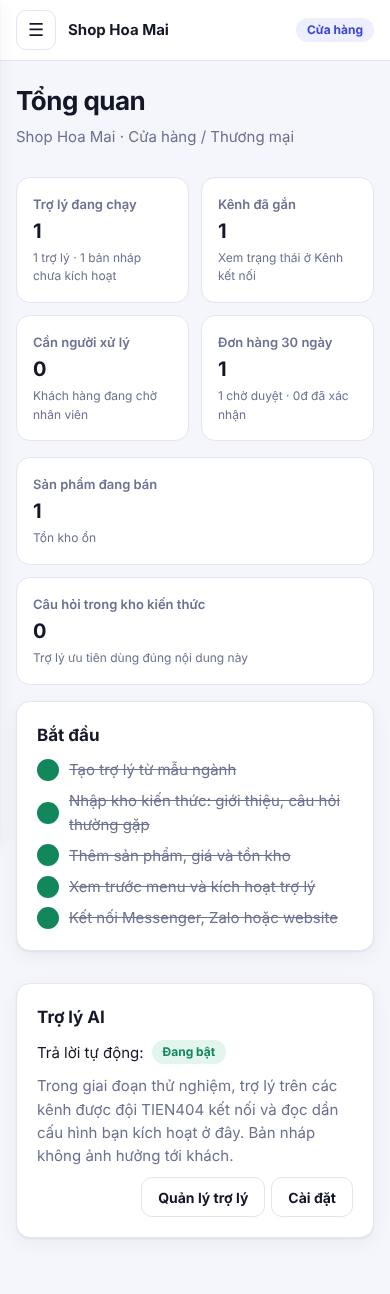 ☰ Shop Hoa Mai Cửa hàng
Tổng quan
Shop Hoa Mai · Cửa hàng / Thương mại
Trợ lý đang chạy
1
1 trợ lý · 1 bản nháp
chưa kích hoạt
Kênh đã gắn
1
Xem trạng thái ở Kênh
kết nối
Cần người xử lý
0
Khách hàng đang chờ
nhân viên
Đơn hàng 30 ngày
1
1 chờ duyệt · 0đ đã xác
nhận
Sản phẩm đang bán
1
Tồn kho ổn
Câu hỏi trong kho kiến thức
0
Trợ lý ưu tiên dùng đúng nội dung này
Bắt đầu
Tạo trợ lý từ mẫu ngành
Nhập kho kiến thức: giới thiệu, câu hỏi
thường gặp
Thêm sản phẩm, giá và tồn kho
Xem trước menu và kích hoạt trợ lý
Kết nối Messenger, Zalo hoặc website
Trợ lý AI
Trả lời tự động: Đang bật
Trong giai đoạn thử nghiệm, trợ lý trên các
kênh được đội TIEN404 kết nối và đọc dần
cấu hình bạn kích hoạt ở đây. Bản nháp
không ảnh hưởng tới khách.
Quản lý trợ lý Cài đặt